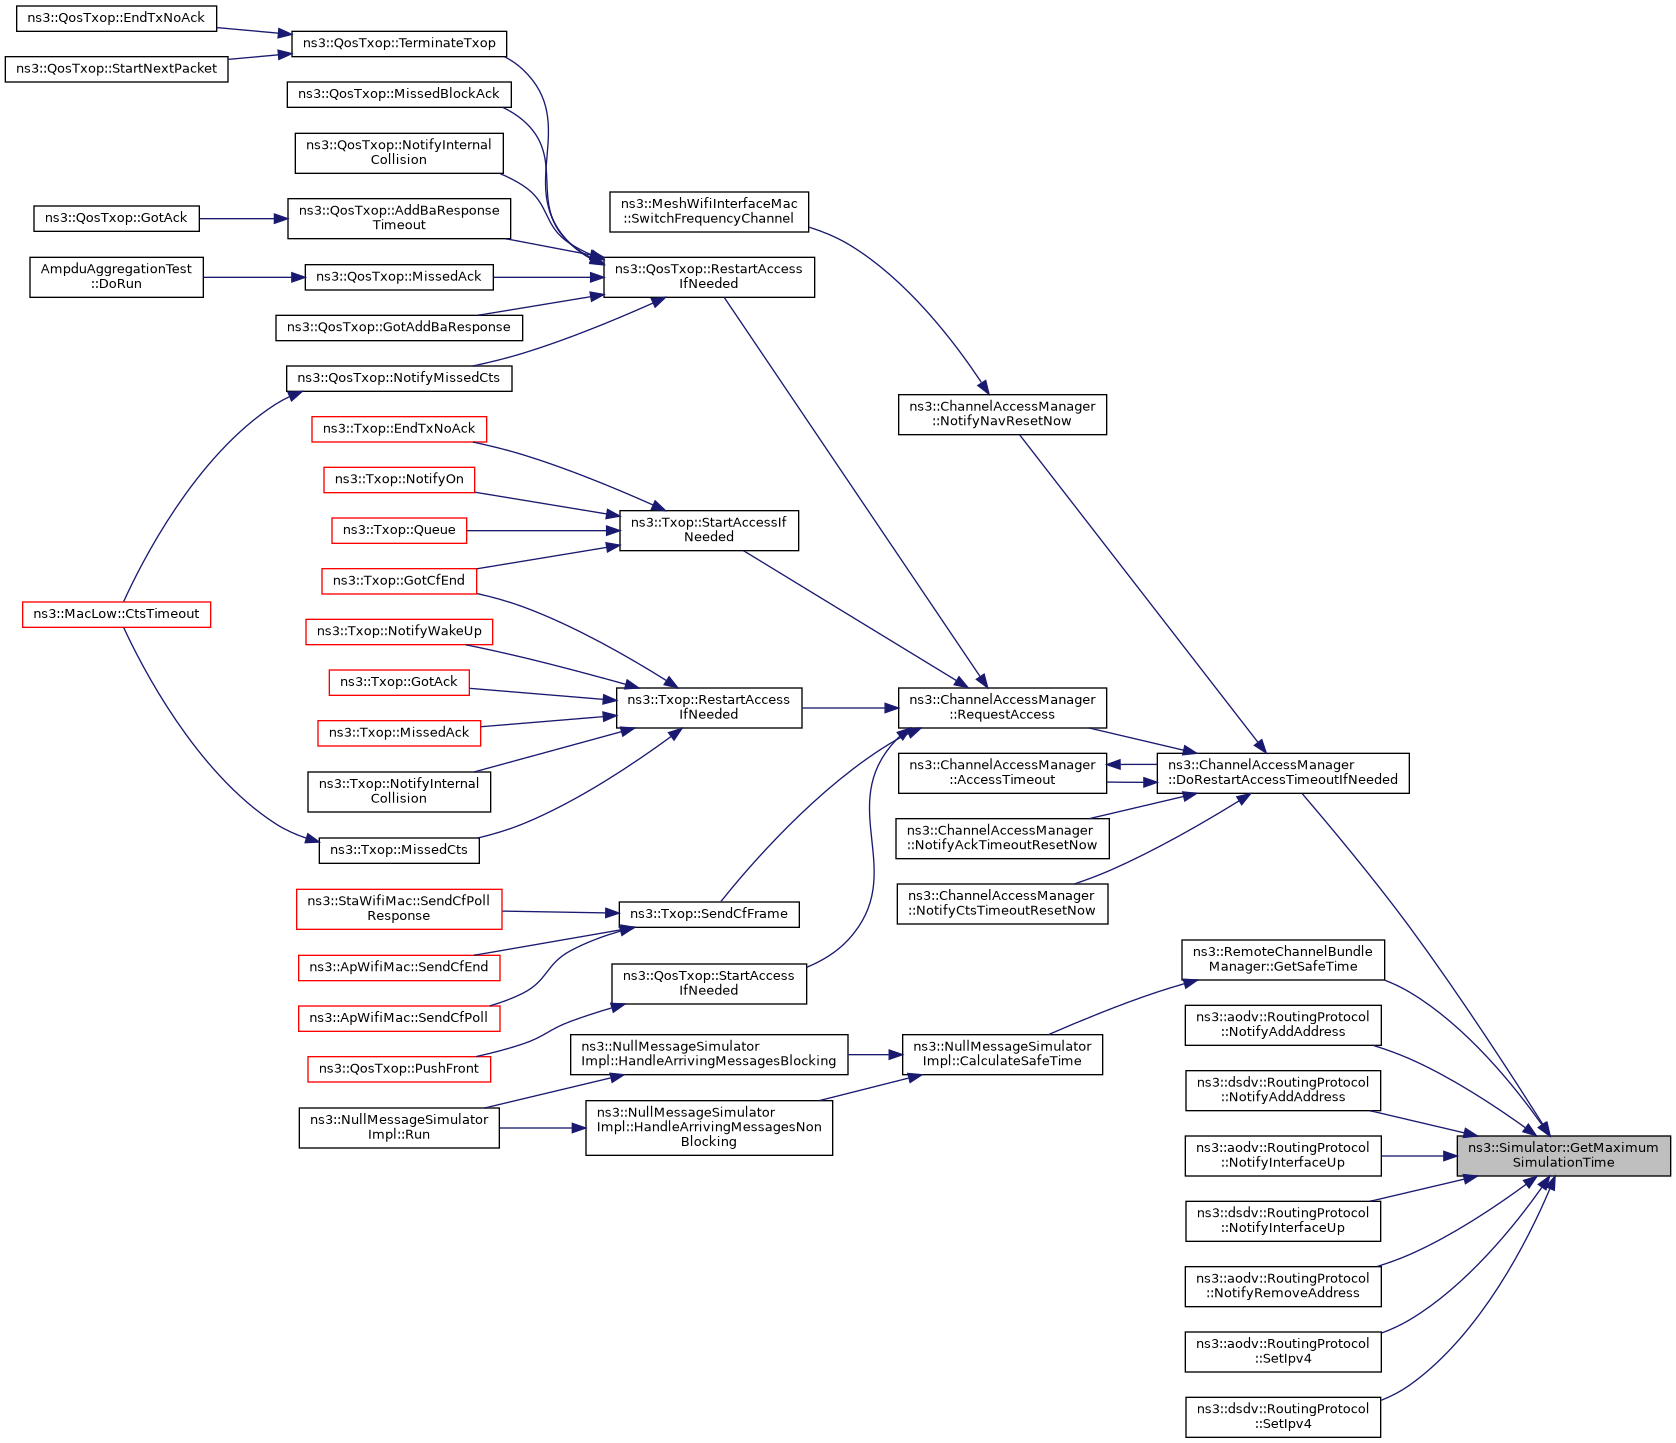 ns3::QosTxop::EndTxNoAck
ns3::QosTxop::StartNextPacket
ns3::QosTxop::GotAck
AmpduAggregationTest
::DoRun
ns3::MacLow::CtsTimeout
ns3::QosTxop::TerminateTxop
ns3::QosTxop::MissedBlockAck
ns3::QosTxop::NotifyInternal
Collision
ns3::QosTxop::AddBaResponse
Timeout
ns3::QosTxop::MissedAck
ns3::QosTxop::GotAddBaResponse
ns3::QosTxop::NotifyMissedCts
ns3::Txop::EndTxNoAck
ns3::Txop::NotifyOn
ns3::Txop::Queue
ns3::Txop::GotCfEnd
ns3::Txop::NotifyWakeUp
ns3::Txop::GotAck
ns3::Txop::MissedAck
ns3::Txop::NotifyInternal
Collision
ns3::Txop::MissedCts
ns3::StaWifiMac::SendCfPoll
Response
ns3::ApWifiMac::SendCfEnd
ns3::ApWifiMac::SendCfPoll
ns3::QosTxop::PushFront
ns3::NullMessageSimulator
Impl::Run
ns3::MeshWifiInterfaceMac
::SwitchFrequencyChannel
ns3::QosTxop::RestartAccess
IfNeeded
ns3::Txop::StartAccessIf
Needed
ns3::Txop::RestartAccess
IfNeeded
ns3::Txop::SendCfFrame
ns3::QosTxop::StartAccess
IfNeeded
ns3::NullMessageSimulator
Impl::HandleArrivingMessagesBlocking
ns3::NullMessageSimulator
Impl::HandleArrivingMessagesNon
Blocking
ns3::ChannelAccessManager
::NotifyNavResetNow
ns3::ChannelAccessManager
::RequestAccess
ns3::ChannelAccessManager
::AccessTimeout
ns3::ChannelAccessManager
::NotifyAckTimeoutResetNow
ns3::ChannelAccessManager
::NotifyCtsTimeoutResetNow
ns3::NullMessageSimulator
Impl::CalculateSafeTime
ns3::ChannelAccessManager
::DoRestartAccessTimeoutIfNeeded
ns3::RemoteChannelBundle
Manager::GetSafeTime
ns3::aodv::RoutingProtocol
::NotifyAddAddress
ns3::dsdv::RoutingProtocol
::NotifyAddAddress
ns3::aodv::RoutingProtocol
::NotifyInterfaceUp
ns3::dsdv::RoutingProtocol
::NotifyInterfaceUp
ns3::aodv::RoutingProtocol
::NotifyRemoveAddress
ns3::aodv::RoutingProtocol
::SetIpv4
ns3::dsdv::RoutingProtocol
::SetIpv4
ns3::Simulator::GetMaximum
SimulationTime